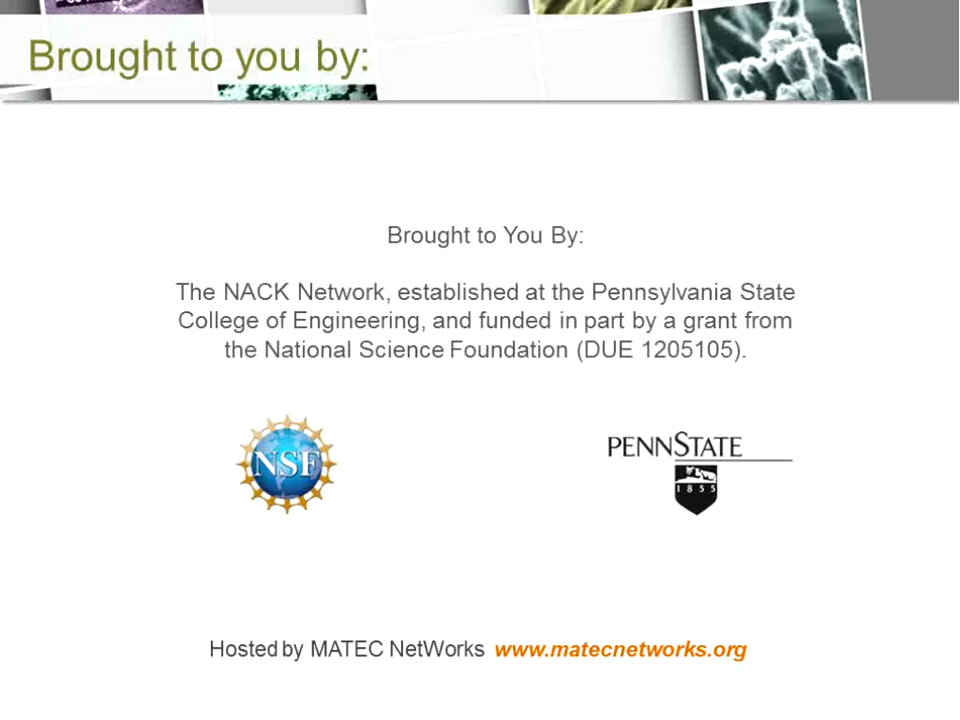 Brought to you by:
Brought to You By:
The NACK Network, established at the Pennsylvania State
College of Engineering, and funded in part by a grant from
the National Science Foundation (DUE 1205105).
NSF
PENNSTATE
1855
Hosted by MATEC NetWorks www.matecnetworks.org